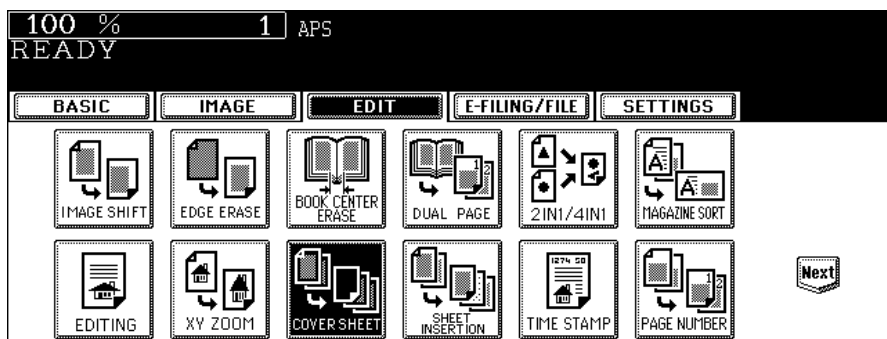 100 % 1 APS
READY
BASIC IMAGE EDIT E-FILING/FILE SETTINGS
IMAGE SHIFT EDGE ERASE BOOK CENTER ERASE DUAL PAGE 2IN1/4IN1 MAGAZINE SORT
EDITING XY ZOOM COVER SHEET SHEET INSERTION TIME STAMP PAGE NUMBER Next